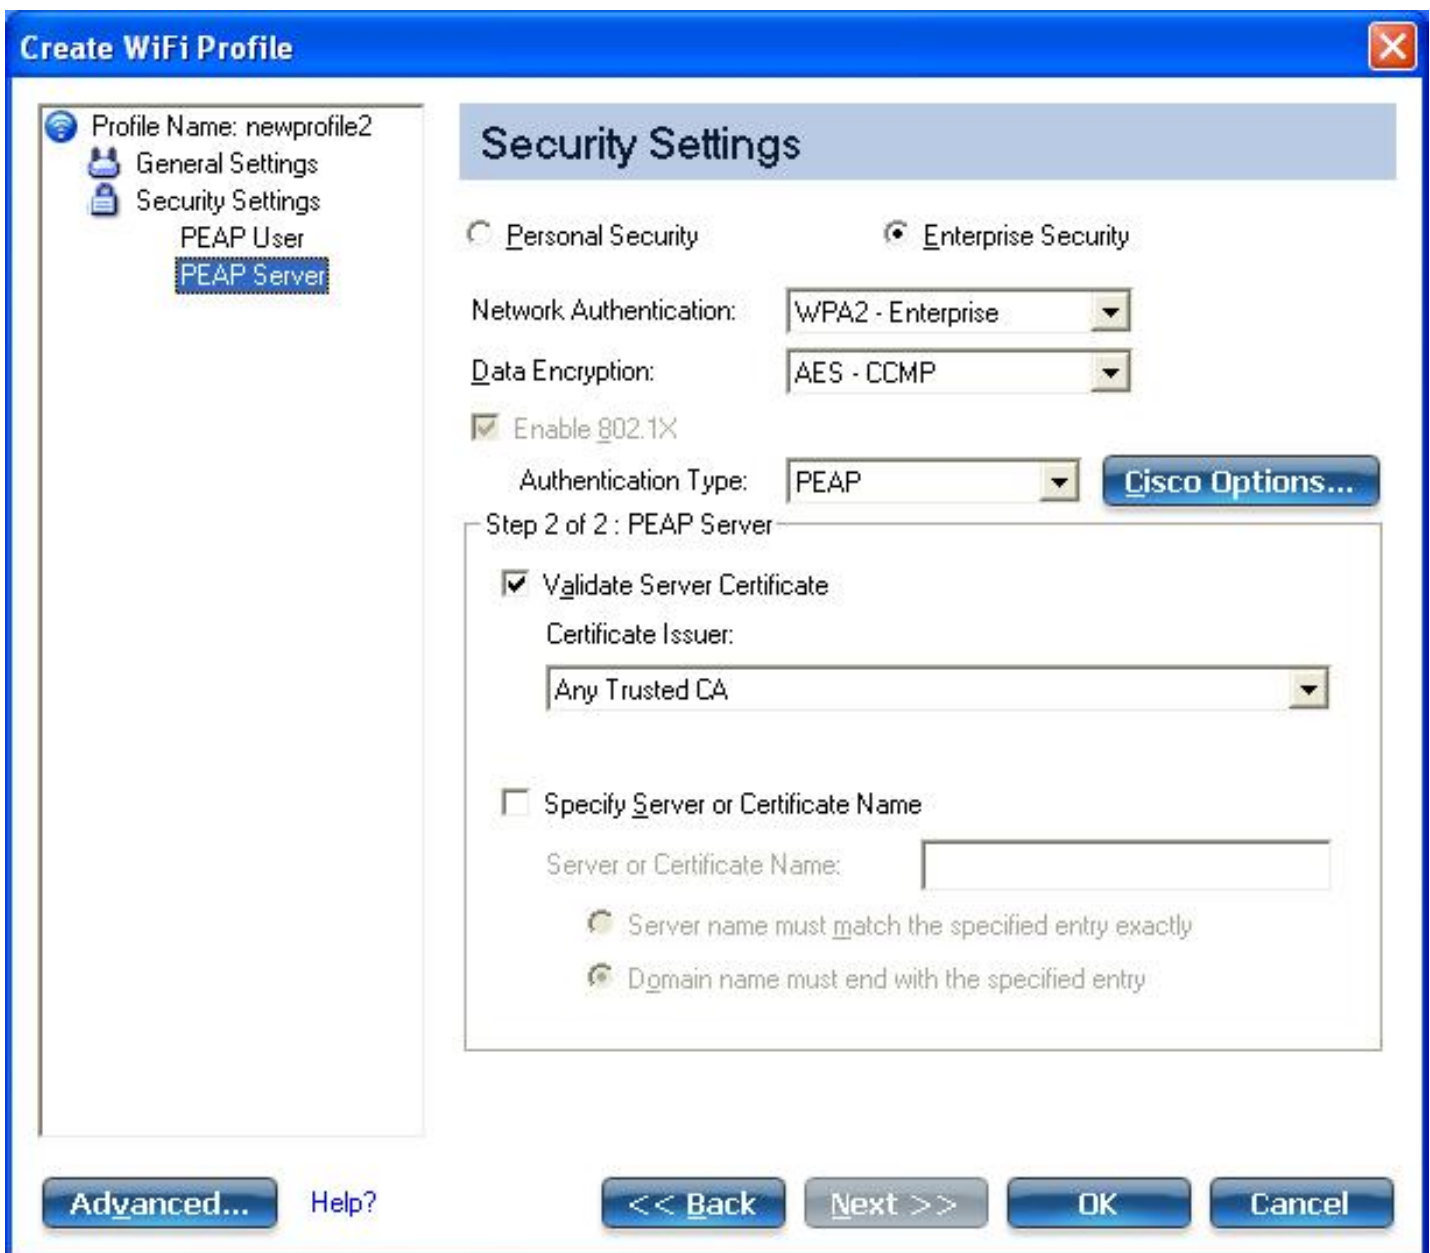 Create WiFi Profile
Profile Name: newprofile2
General Settings
Security Settings
PEAP User
PEAP Server
Security Settings
Personal Security
Enterprise Security
Network Authentication:
WPA2 - Enterprise
Data Encryption:
AES - CCMP
Enable 802.1X
Authentication Type:
PEAP
Cisco Options...
Step 2 of 2 : PEAP Server
Validate Server Certificate
Certificate Issuer:
Any Trusted CA
Specify Server or Certificate Name
Server or Certificate Name:
Server name must match the specified entry exactly
Domain name must end with the specified entry
Advanced...
Help?
<< Back
Next >>
OK
Cancel